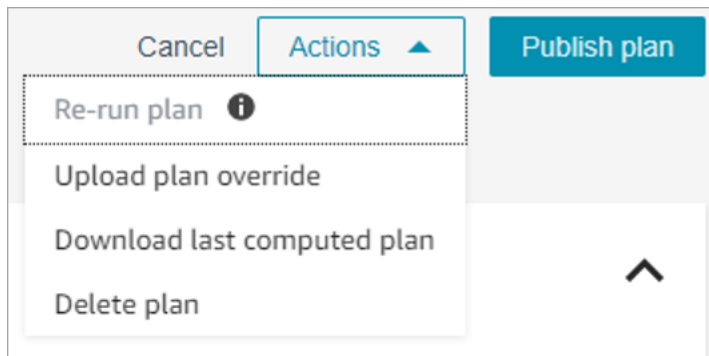 Cancel Actions Publish plan
Re-run plan
Upload plan override
Download last computed plan
Delete plan